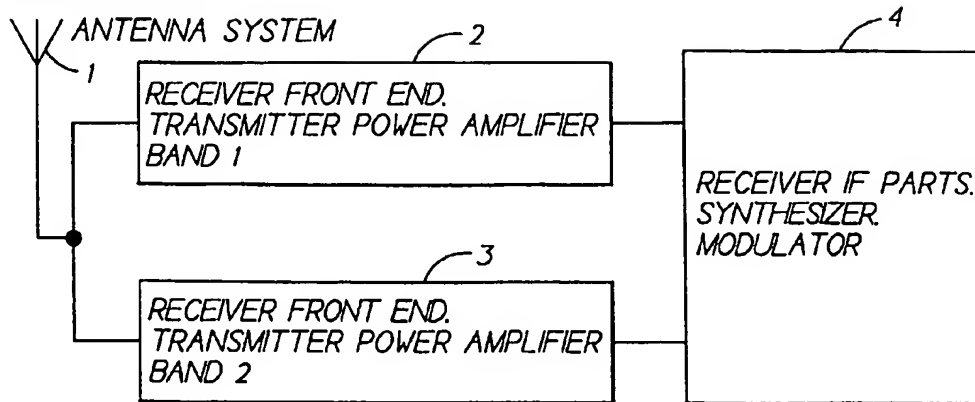 ANTENNA SYSTEM
1
2
RECEIVER FRONT END.
TRANSMITTER POWER AMPLIFIER
BAND 1
3
RECEIVER FRONT END.
TRANSMITTER POWER AMPLIFIER
BAND 2
4
RECEIVER IF PARTS.
SYNTHESIZER.
MODULATOR